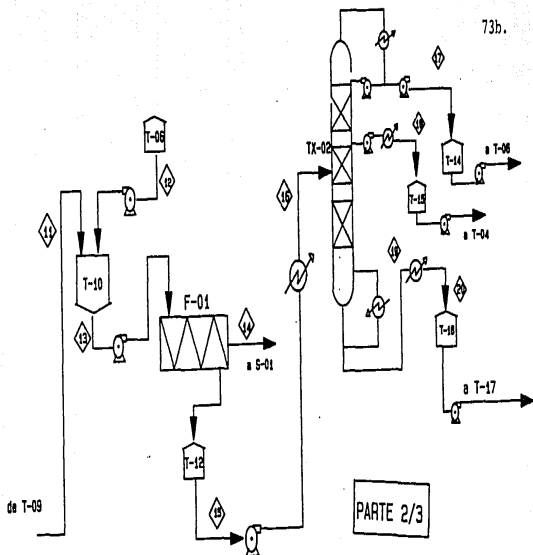 73b.
17
T-06
TX-02
18
a T-06
T-14
12
16
T-15
a T-04
11
T-10
F-01
19
20
T-16
13
14
a S-01
a T-17
T-12
de T-09
15
PARTE 2/3